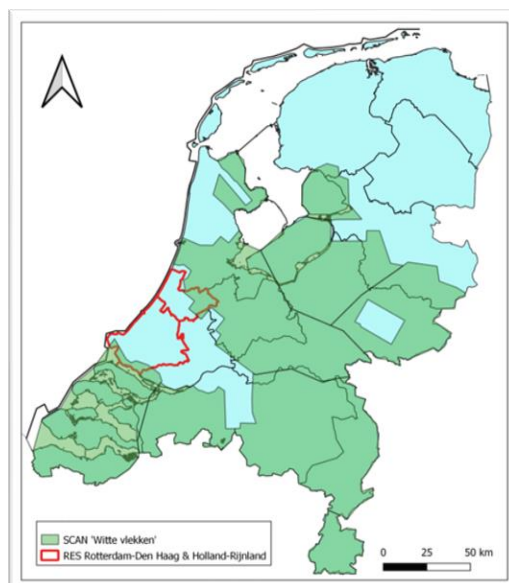 SCAN 'Witte vlekken'
RES Rotterdam-Den Haag & Holland-Rijnland
0 25 50 km